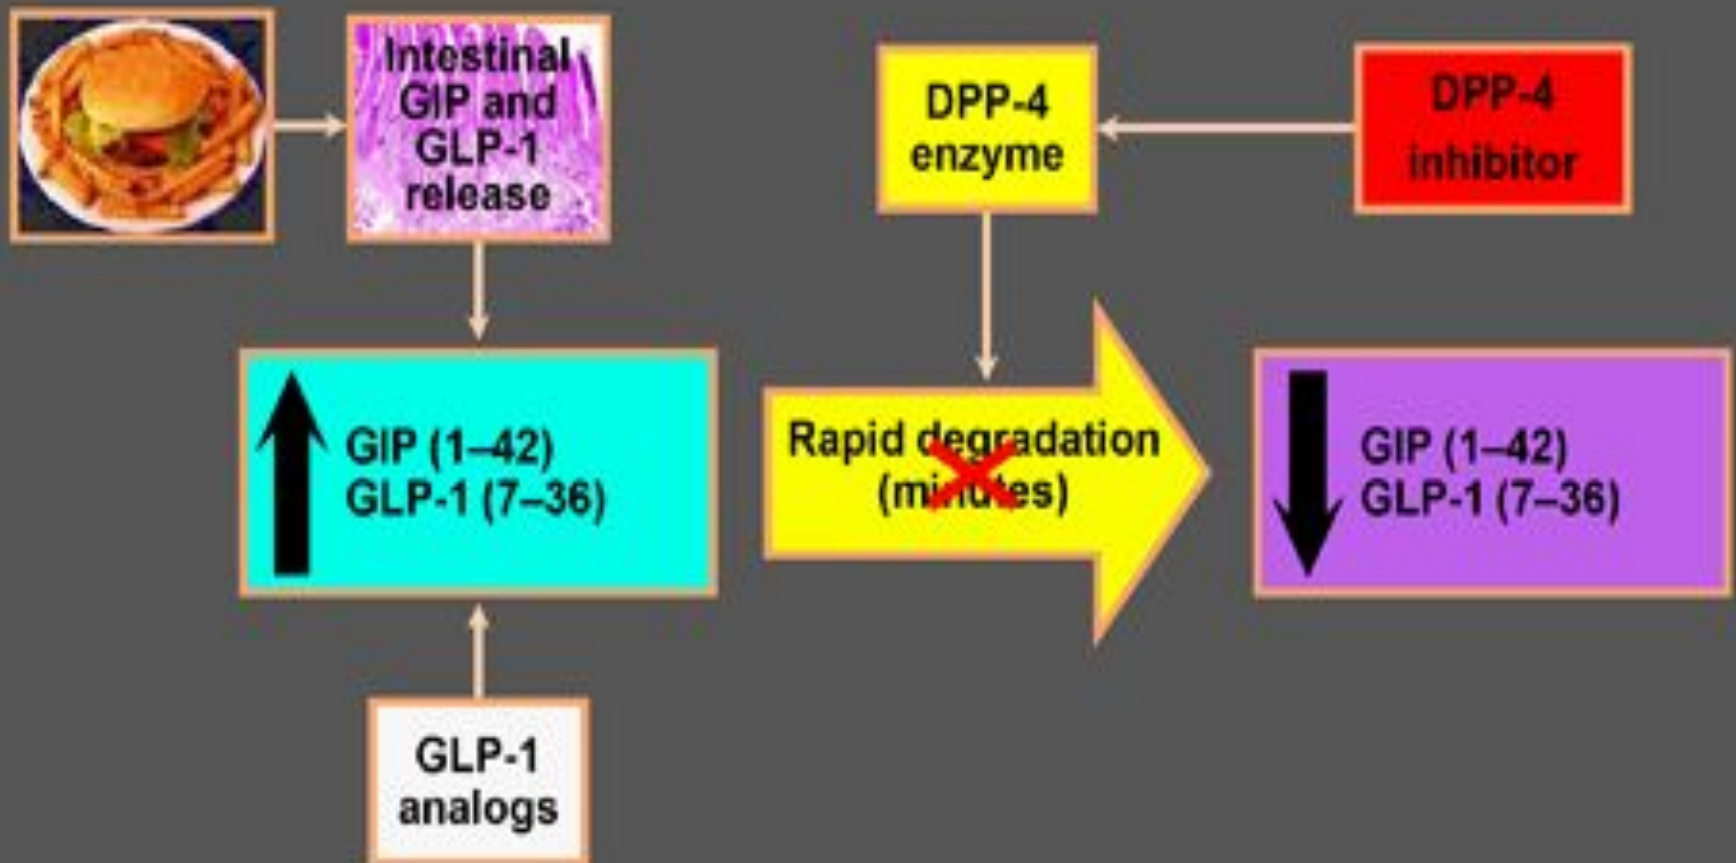 Intestinal
GIP and
GLP-1
release
DPP-4
enzyme
DPP-4
inhibitor
GIP (1–42)
GLP-1 (7–36)
Rapid degradation
(minutes)
GIP (1–42)
GLP-1 (7–36)
GLP-1
analogs